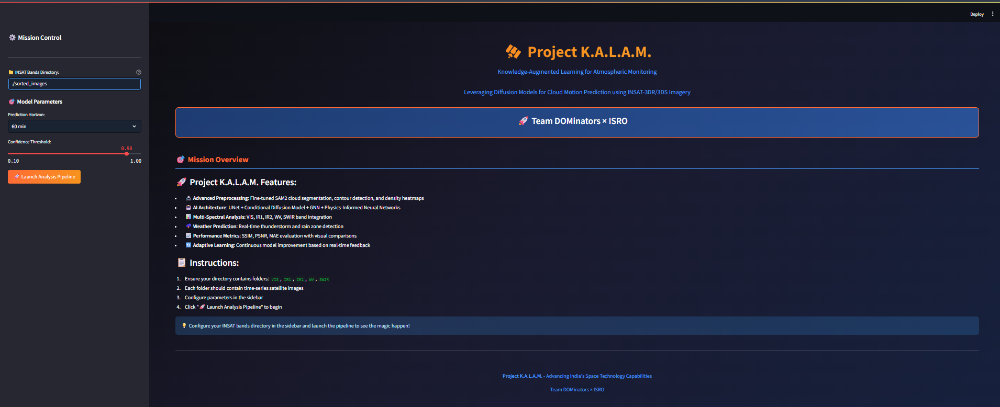 Deploy
Mission Control
INSAT Bands Directory:
./sorted_images
Model Parameters
Prediction Horizon:
60 min
Confidence Threshold:
0.90
0.10 1.00
Launch Analysis Pipeline
Project K.A.L.A.M.
Knowledge-Augmented Learning for Atmospheric Monitoring
Leveraging Diffusion Models for Cloud Motion Prediction using INSAT-3DR/3DS Imagery
Team DOMinators × ISRO
Mission Overview
Project K.A.L.A.M. Features:
Advanced Preprocessing: Fine-tuned SAM2 cloud segmentation, contour detection, and density heatmaps
AI Architecture: UNet + Conditional Diffusion Model + GNN + Physics-Informed Neural Networks
Multi-Spectral Analysis: VIS, IR1, IR2, WV, SWIR band integration
Weather Prediction: Real-time thunderstorm and rain zone detection
Performance Metrics: SSIM, PSNR, MAE evaluation with visual comparisons
Adaptive Learning: Continuous model improvement based on real-time feedback
Instructions:
1. Ensure your directory contains folders: VIS, IR1, IR2, WV, SWIR
2. Each folder should contain time-series satellite images
3. Configure parameters in the sidebar
4. Click "🚀 Launch Analysis Pipeline" to begin
Configure your INSAT bands directory in the sidebar and launch the pipeline to see the magic happen!
Project K.A.L.A.M. - Advancing India's Space Technology Capabilities
Team DOMinators × ISRO